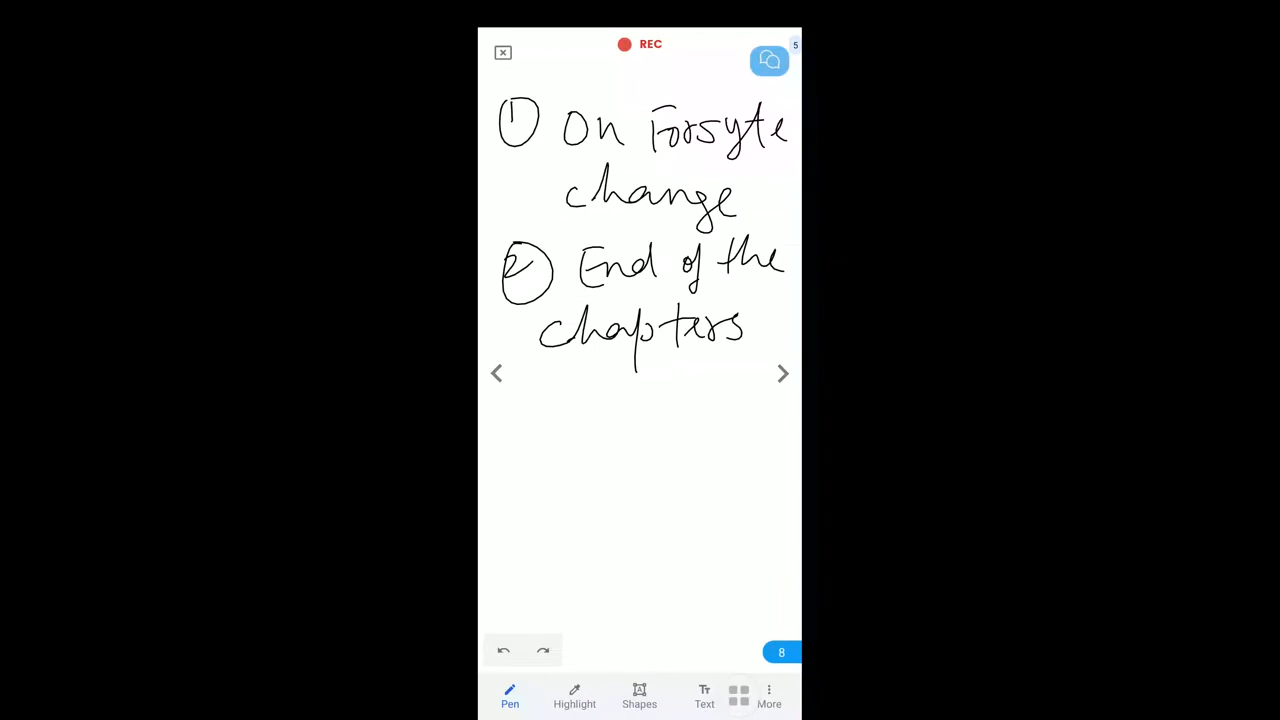 REC
5
① On Forsyte
change
② End of the
chapters
8
Pen Highlight Shapes Text More